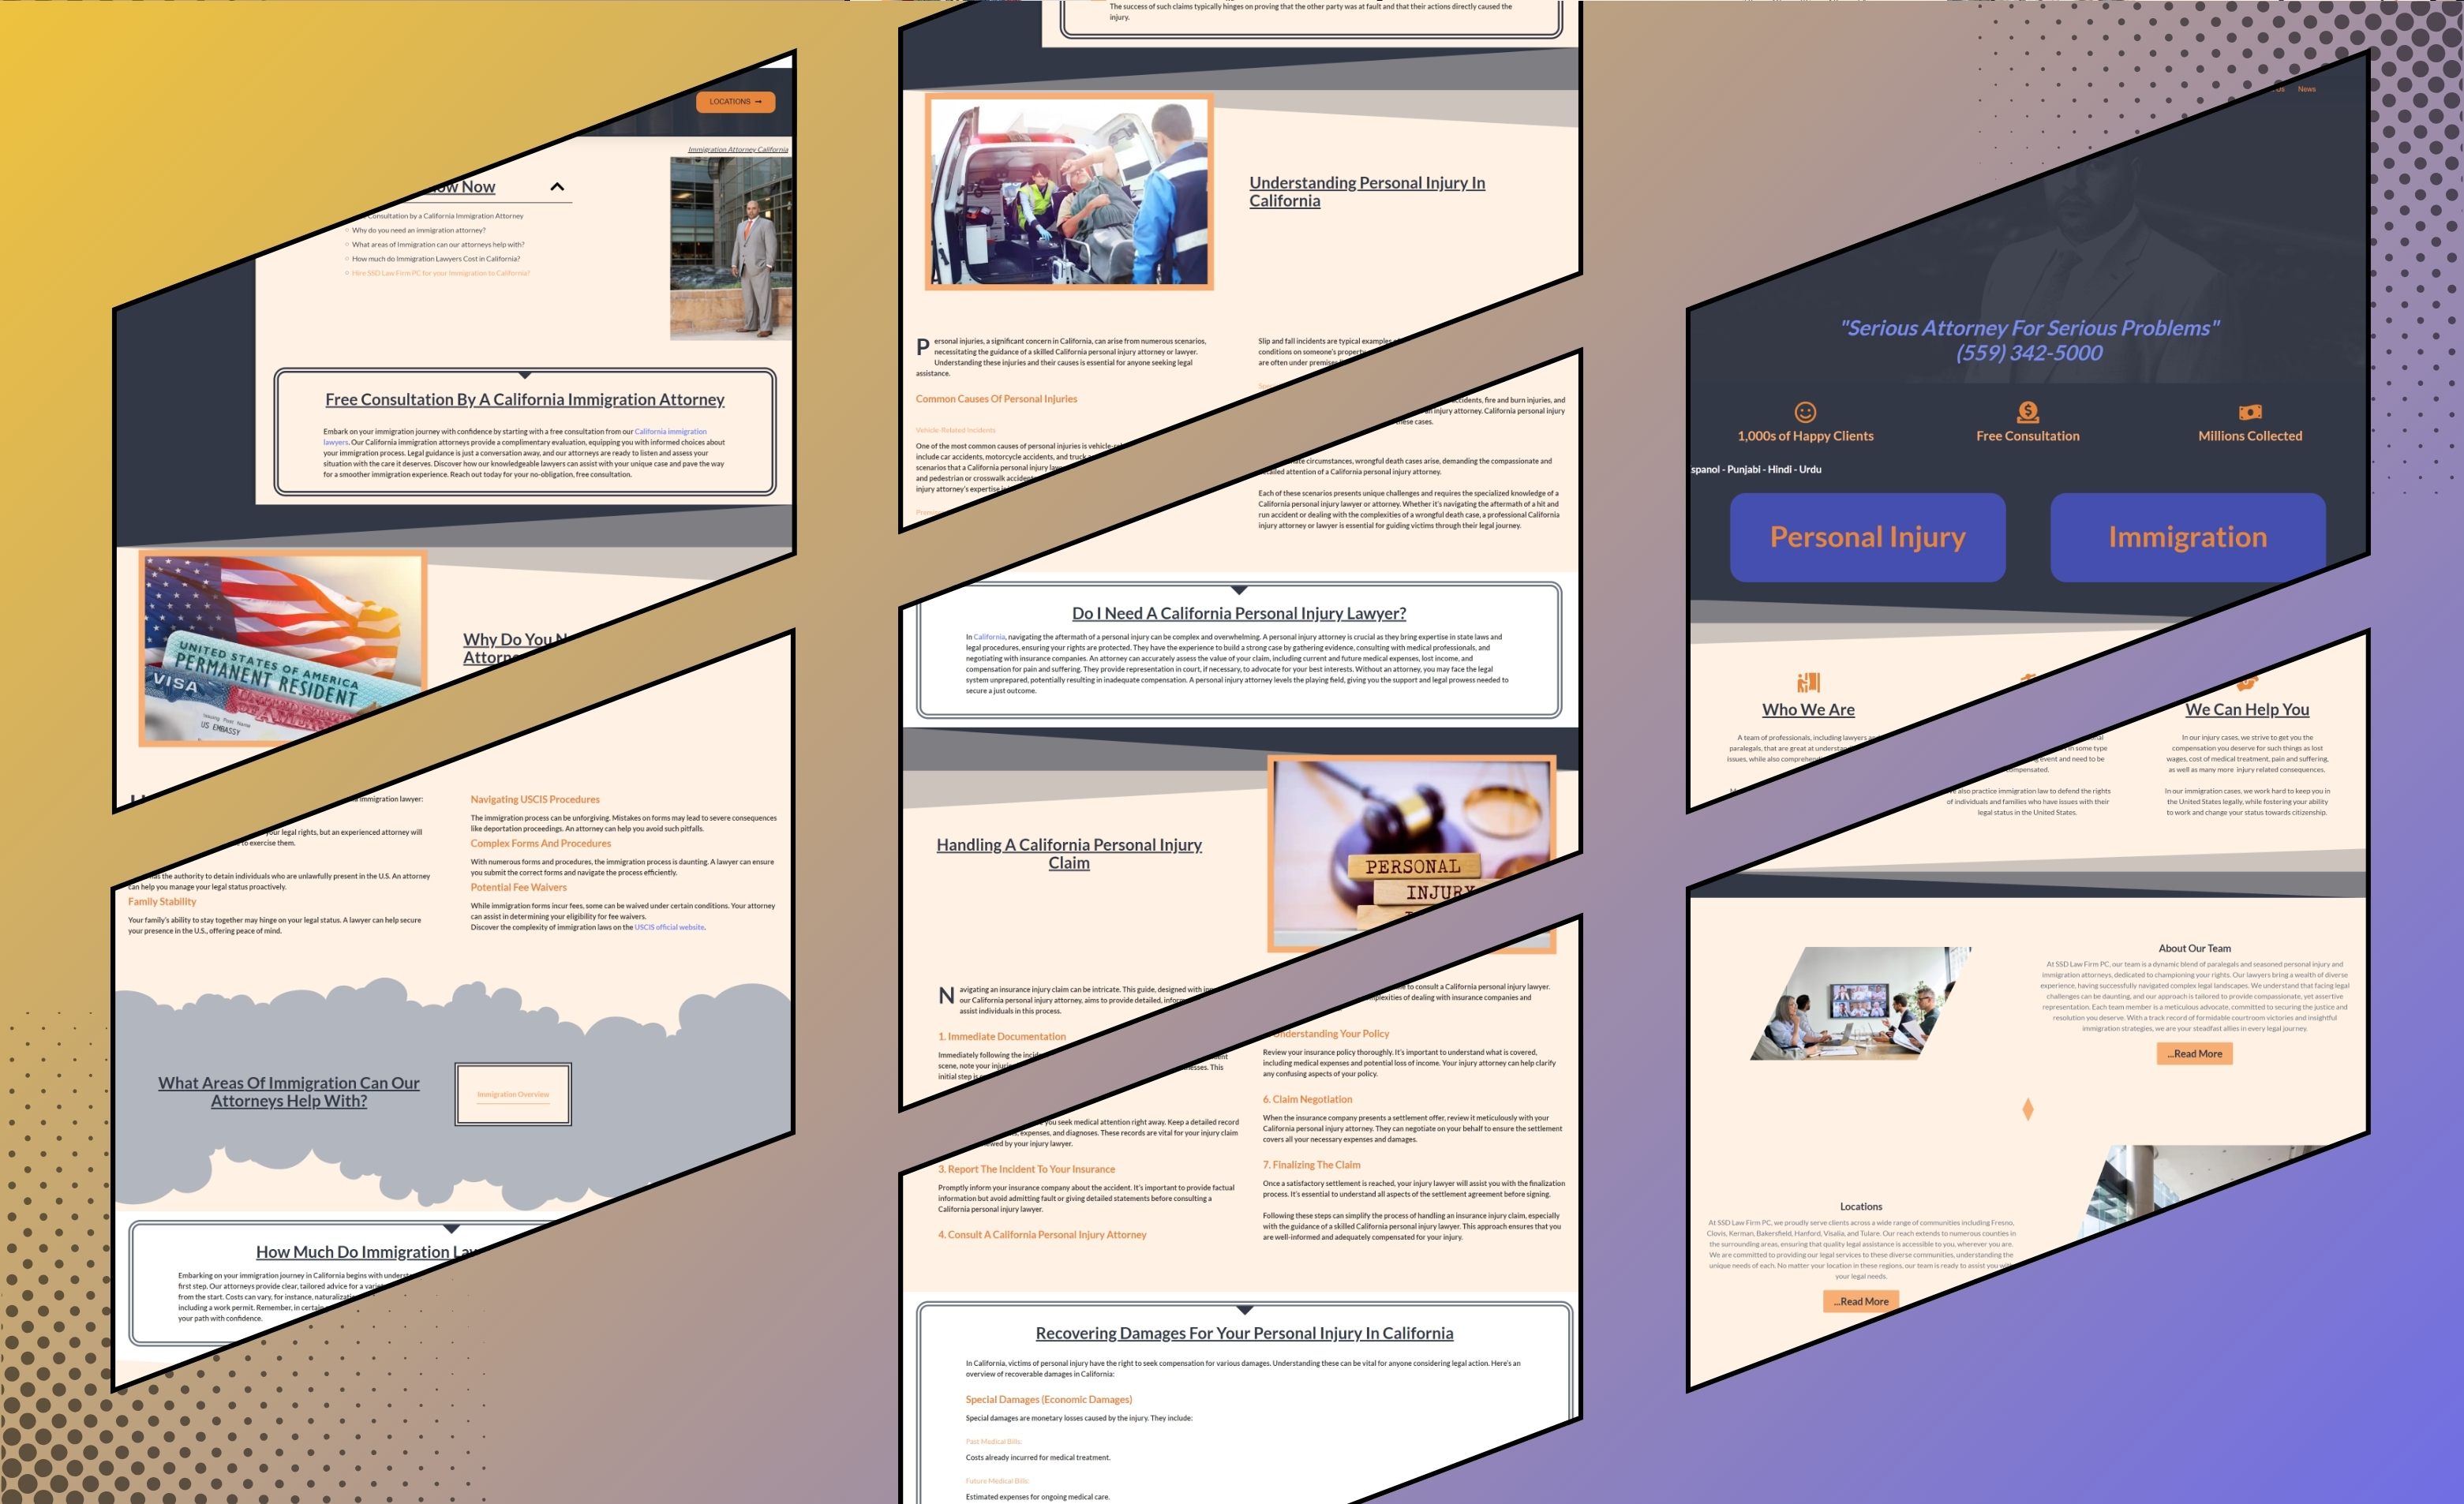 LOCATIONS
Immigration Attorney California
Now
Consultation by a California Immigration Attorney
Why do you need an immigration attorney?
What areas of Immigration can our attorneys help with?
How much do Immigration Lawyers Cost in California?
Hire SSD Law Firm PC for your Immigration to California?
Free Consultation By A California Immigration Attorney
Embark on your immigration journey with confidence by starting with a free consultation from our California immigration
lawyers. Our California immigration attorneys provide a complimentary evaluation, equipping you with informed choices about
your immigration process. Legal guidance is just a conversation away, and our attorneys are ready to listen and assess your
situation with the care it deserves. Discover how our knowledgeable lawyers can assist with your unique case and pave the way
for a smoother immigration experience. Reach out today for your no-obligation, free consultation.
UNITED STATES OF AMERICA
PERMANENT RESIDENT
VISA
Issuing Post Name
US EMBASSY
Why Do You
Attorn
immigration lawyer:
your legal rights, but an experienced attorney will
to exercise them.
has the authority to detain individuals who are unlawfully present in the U.S. An attorney
can help you manage your legal status proactively.
Family Stability
Your family's ability to stay together may hinge on your legal status. A lawyer can help secure
your presence in the U.S., offering peace of mind.
Navigating USCIS Procedures
The immigration process can be unforgiving. Mistakes on forms may lead to severe consequences
like deportation proceedings. An attorney can help you avoid such pitfalls.
Complex Forms And Procedures
With numerous forms and procedures, the immigration process is daunting. A lawyer can ensure
you submit the correct forms and navigate the process efficiently.
Potential Fee Waivers
While immigration forms incur fees, some can be waived under certain conditions. Your attorney
can assist in determining your eligibility for fee waivers.
Discover the complexity of immigration laws on the USCIS official website.
What Areas Of Immigration Can Our
Attorneys Help With?
Immigration Overview
How Much Do Immigration La
Embarking on your immigration journey in California begins with underst
first step. Our attorneys provide clear, tailored advice for a
from the start. Costs can vary, for instance, naturalizati
including a work permit. Remember, in certain
your path with confidence.
The success of such claims typically hinges on proving that the other party was at fault and that their actions directly caused the
injury.
Understanding Personal Injury In
California
Personal injuries, a significant concern in California, can arise from numerous scenarios,
necessitating the guidance of a skilled California personal injury attorney or lawyer.
Understanding these injuries and their causes is essential for anyone seeking legal
assistance.
Common Causes Of Personal Injuries
Vehicle-Related Incidents
One of the most common causes of personal injuries is vehicle-
include car accidents, motorcycle accidents, and truck
scenarios that a California personal injury
and pedestrian or crosswalk accident
injury attorney's expertise
Slip and fall incidents are typical examples
conditions on someone's property
are often under premises
accidents, fire and burn injuries, and
an injury attorney. California personal injury
these cases.
circumstances, wrongful death cases arise, demanding the compassionate and
attention of a California personal injury attorney.
Each of these scenarios presents unique challenges and requires the specialized knowledge of a
California personal injury lawyer or attorney. Whether it's navigating the aftermath of a hit and
run accident or dealing with the complexities of a wrongful death case, a professional California
injury attorney or lawyer is essential for guiding victims through their legal journey.
Do I Need A California Personal Injury Lawyer?
In California, navigating the aftermath of a personal injury can be complex and overwhelming. A personal injury attorney is crucial as they bring expertise in state laws and
legal procedures, ensuring your rights are protected. They have the experience to build a strong case by gathering evidence, consulting with medical professionals, and
negotiating with insurance companies. An attorney can accurately assess the value of your claim, including current and future medical expenses, lost income, and
compensation for pain and suffering. They provide representation in court, if necessary, to advocate for your best interests. Without an attorney, you may face the legal
system unprepared, potentially resulting in inadequate compensation. A personal injury attorney levels the playing field, giving you the support and legal prowess needed to
secure a just outcome.
Handling A California Personal Injury
Claim
PERSONAL
INJURY
Navigating an insurance injury claim can be intricate. This guide, designed with
our California personal injury attorney, aims to provide detailed,
assist individuals in this process.
1. Immediate Documentation
Immediately following the
scene, note your
This
initial step is
you seek medical attention right away. Keep a detailed record
expenses, and diagnoses. These records are vital for your injury claim
by your injury lawyer.
3. Report The Incident To Your Insurance
Promptly inform your insurance company about the accident. It's important to provide factual
information but avoid admitting fault or giving detailed statements before consulting a
California personal injury lawyer.
4. Consult A California Personal Injury Attorney
to consult a California personal injury lawyer.
of dealing with insurance companies and
Understanding Your Policy
Review your insurance policy thoroughly. It's important to understand what is covered,
including medical expenses and potential loss of income. Your injury attorney can help clarify
any confusing aspects of your policy.
6. Claim Negotiation
When the insurance company presents a settlement offer, review it meticulously with your
California personal injury attorney. They can negotiate on your behalf to ensure the settlement
covers all your necessary expenses and damages.
7. Finalizing The Claim
Once a satisfactory settlement is reached, your injury lawyer will assist you with the finalization
process. It's essential to understand all aspects of the settlement agreement before signing.
Following these steps can simplify the process of handling an insurance injury claim, especially
with the guidance of a skilled California personal injury lawyer. This approach ensures that you
are well-informed and adequately compensated for your injury.
Recovering Damages For Your Personal Injury In California
In California, victims of personal injury have the right to seek compensation for various damages. Understanding these can be vital for anyone considering legal action. Here's an
overview of recoverable damages in California:
Special Damages (Economic Damages)
Special damages are monetary losses caused by the injury. They include:
Past Medical Bills:
Costs already incurred for medical treatment.
Future Medical Bills:
Estimated expenses for ongoing medical care.
Us News
"Serious Attorney For Serious Problems"
(559) 342-5000
1,000s of Happy Clients
Free Consultation
Millions Collected
spanol - Punjabi - Hindi - Urdu
Personal Injury
Immigration
Who We Are
A team of professionals, including lawyers
paralegals, that are great at
issues, while also
in some type
event and need to be
compensated.
also practice immigration law to defend the rights
of individuals and families who have issues with their
legal status in the United States.
We Can Help You
In our injury cases, we strive to get you the
compensation you deserve for such things as lost
wages, cost of medical treatment, pain and suffering,
as well as many more injury related consequences.
In our immigration cases, we work hard to keep you in
the United States legally, while fostering your ability
to work and change your status towards citizenship.
About Our Team
At SSD Law Firm PC, our team is a dynamic blend of paralegals and seasoned personal injury and
immigration attorneys, dedicated to championing your rights. Our lawyers bring a wealth of diverse
experience, having successfully navigated complex legal landscapes. We understand that facing legal
challenges can be daunting, and our approach is tailored to provide compassionate, yet assertive
representation. Each team member is a meticulous advocate, committed to securing the justice and
resolution you deserve. With a track record of formidable courtroom victories and insightful
immigration strategies, we are your steadfast allies in every legal journey.
...Read More
Locations
At SSD Law Firm PC, we proudly serve clients across a wide range of communities including Fresno,
Clovis, Kerman, Bakersfield, Hanford, Visalia, and Tulare. Our reach extends to numerous counties in
the surrounding areas, ensuring that quality legal assistance is accessible to you, wherever you are.
We are committed to providing our legal services to these diverse communities, understanding the
unique needs of each. No matter your location in these regions, our team is ready to assist you with
your legal needs.
...Read More